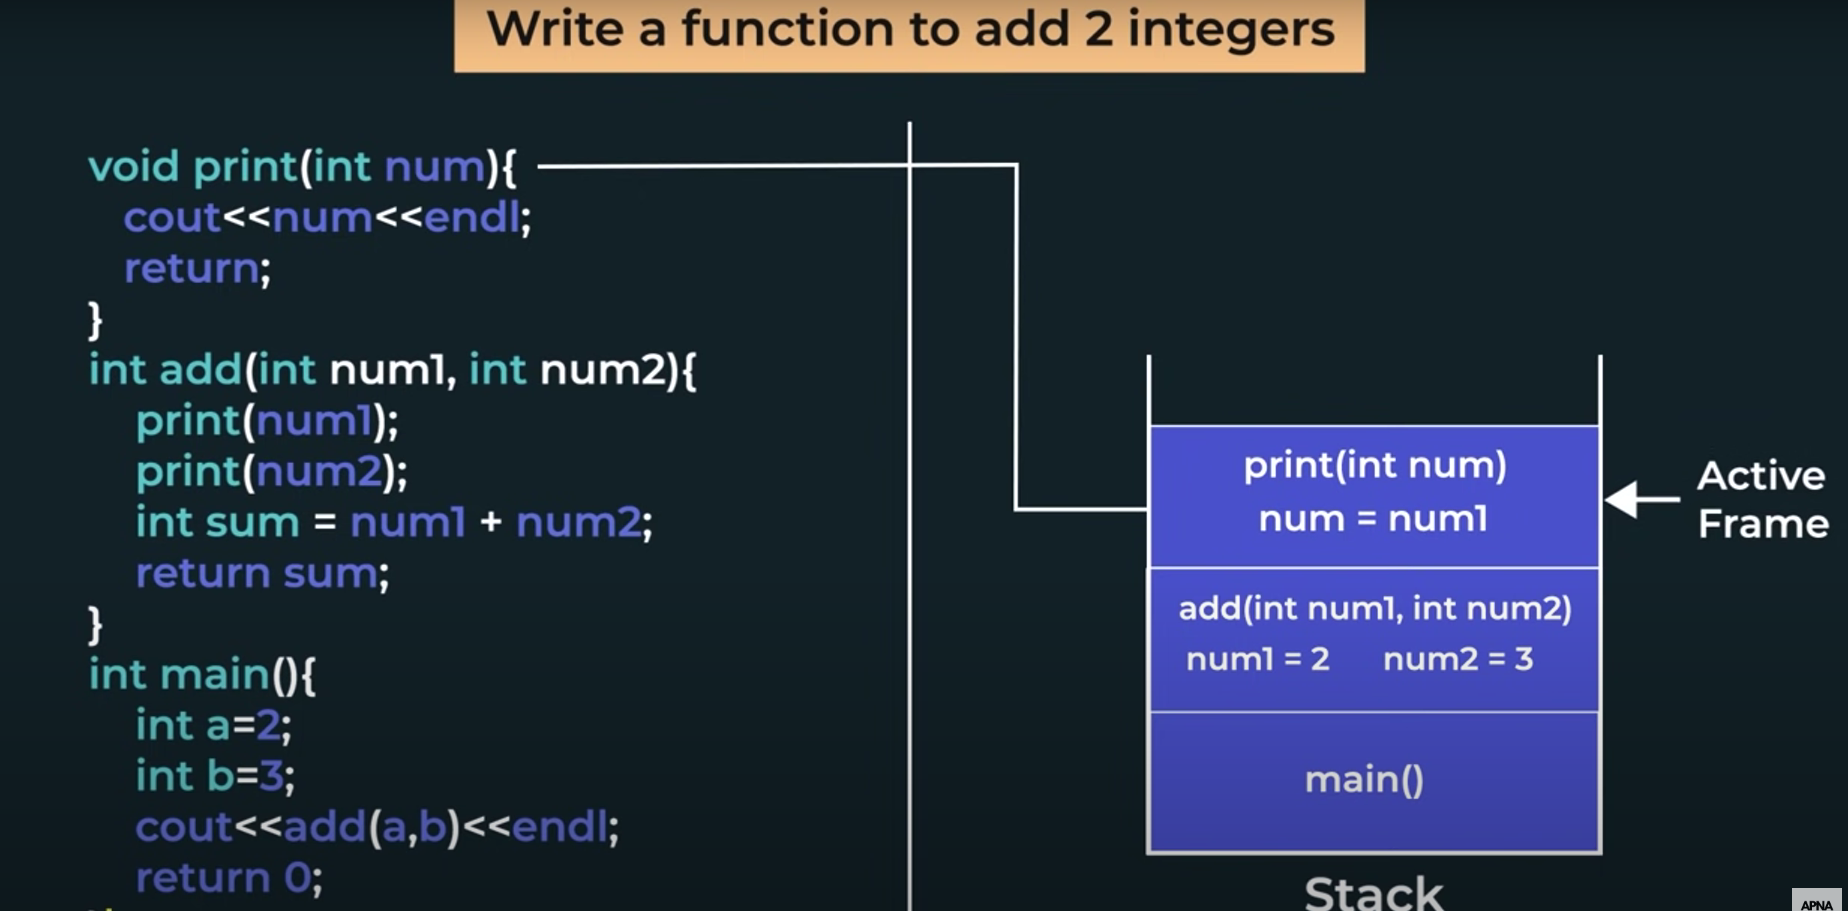 Write a function to add 2 integers
void print(int num){
cout<<num<<endl;
return;
}
int add(int num1, int num2){
print(num1);
print(num2);
int sum = num1 + num2;
return sum;
}
int main(){
int a=2;
int b=3;
cout<<add(a,b)<<endl;
return 0;
print(int num)
num = num1
Active
Frame
add(int num1, int num2)
num1 = 2 num2 = 3
main()
Stack
APNA